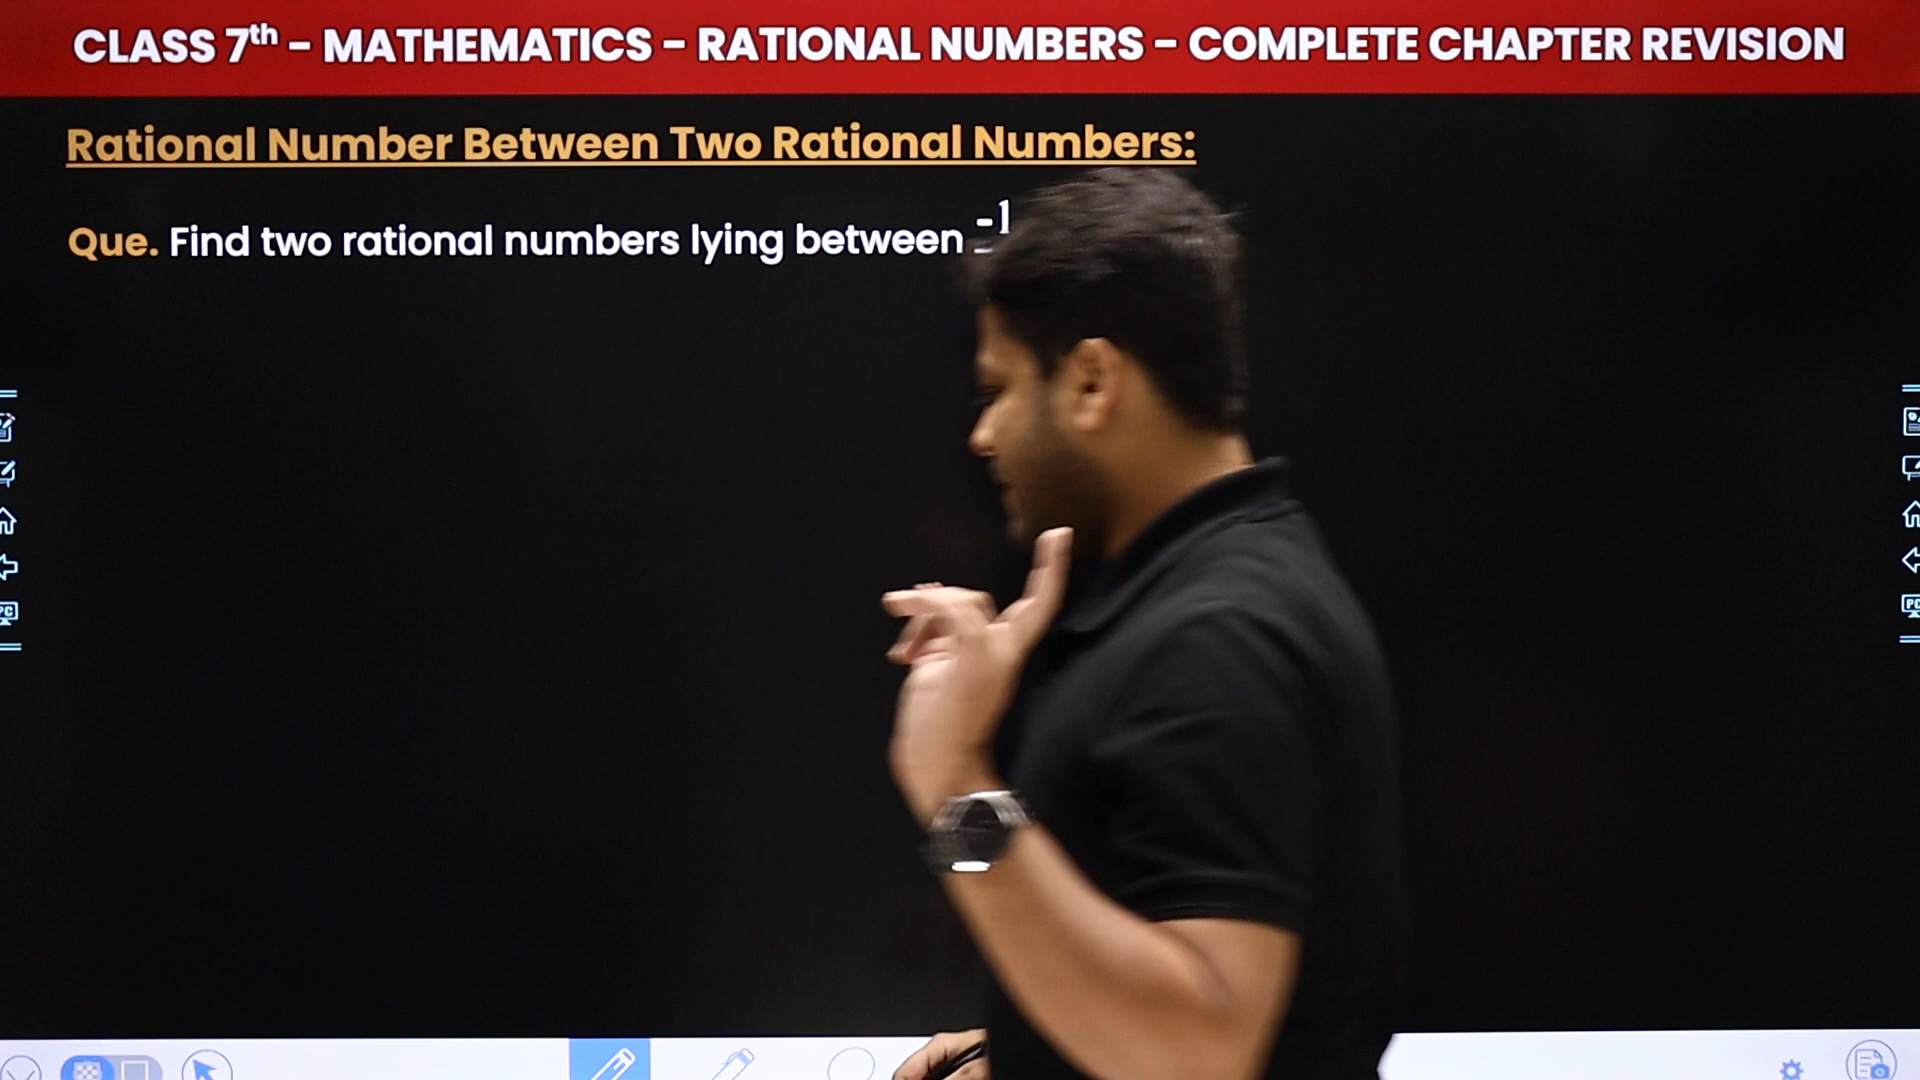 CLASS 7th - MATHEMATICS - RATIONAL NUMBERS - COMPLETE CHAPTER REVISION
Rational Number Between Two Rational Numbers:
Que. Find two rational numbers lying between -1
PC